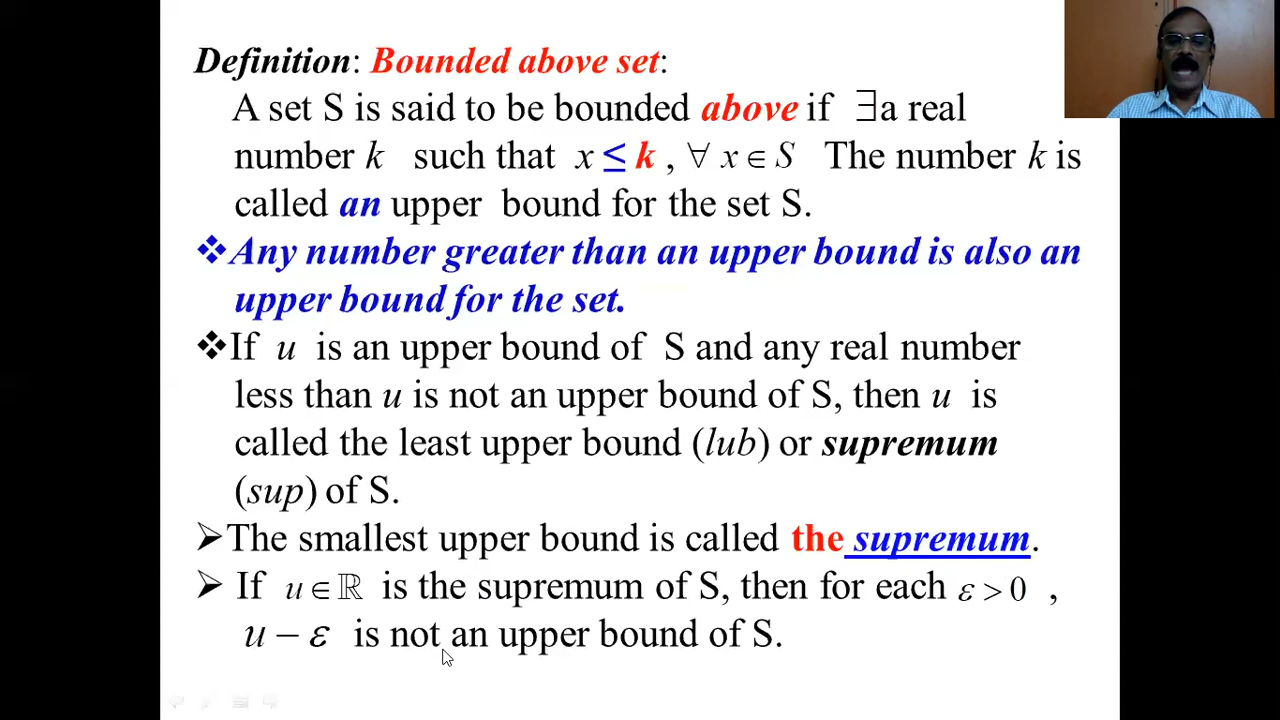 Definition: Bounded above set:
A set S is said to be bounded above if ∃ a real
number k such that x ≤ k , ∀ x ∈ S The number k is
called an upper bound for the set S.
❖Any number greater than an upper bound is also an
upper bound for the set.
❖If u is an upper bound of S and any real number
less than u is not an upper bound of S, then u is
called the least upper bound (lub) or supremum
(sup) of S.
➢The smallest upper bound is called the supremum.
➢ If u ∈ ℝ is the supremum of S, then for each ε > 0 ,
u − ε is not an upper bound of S.